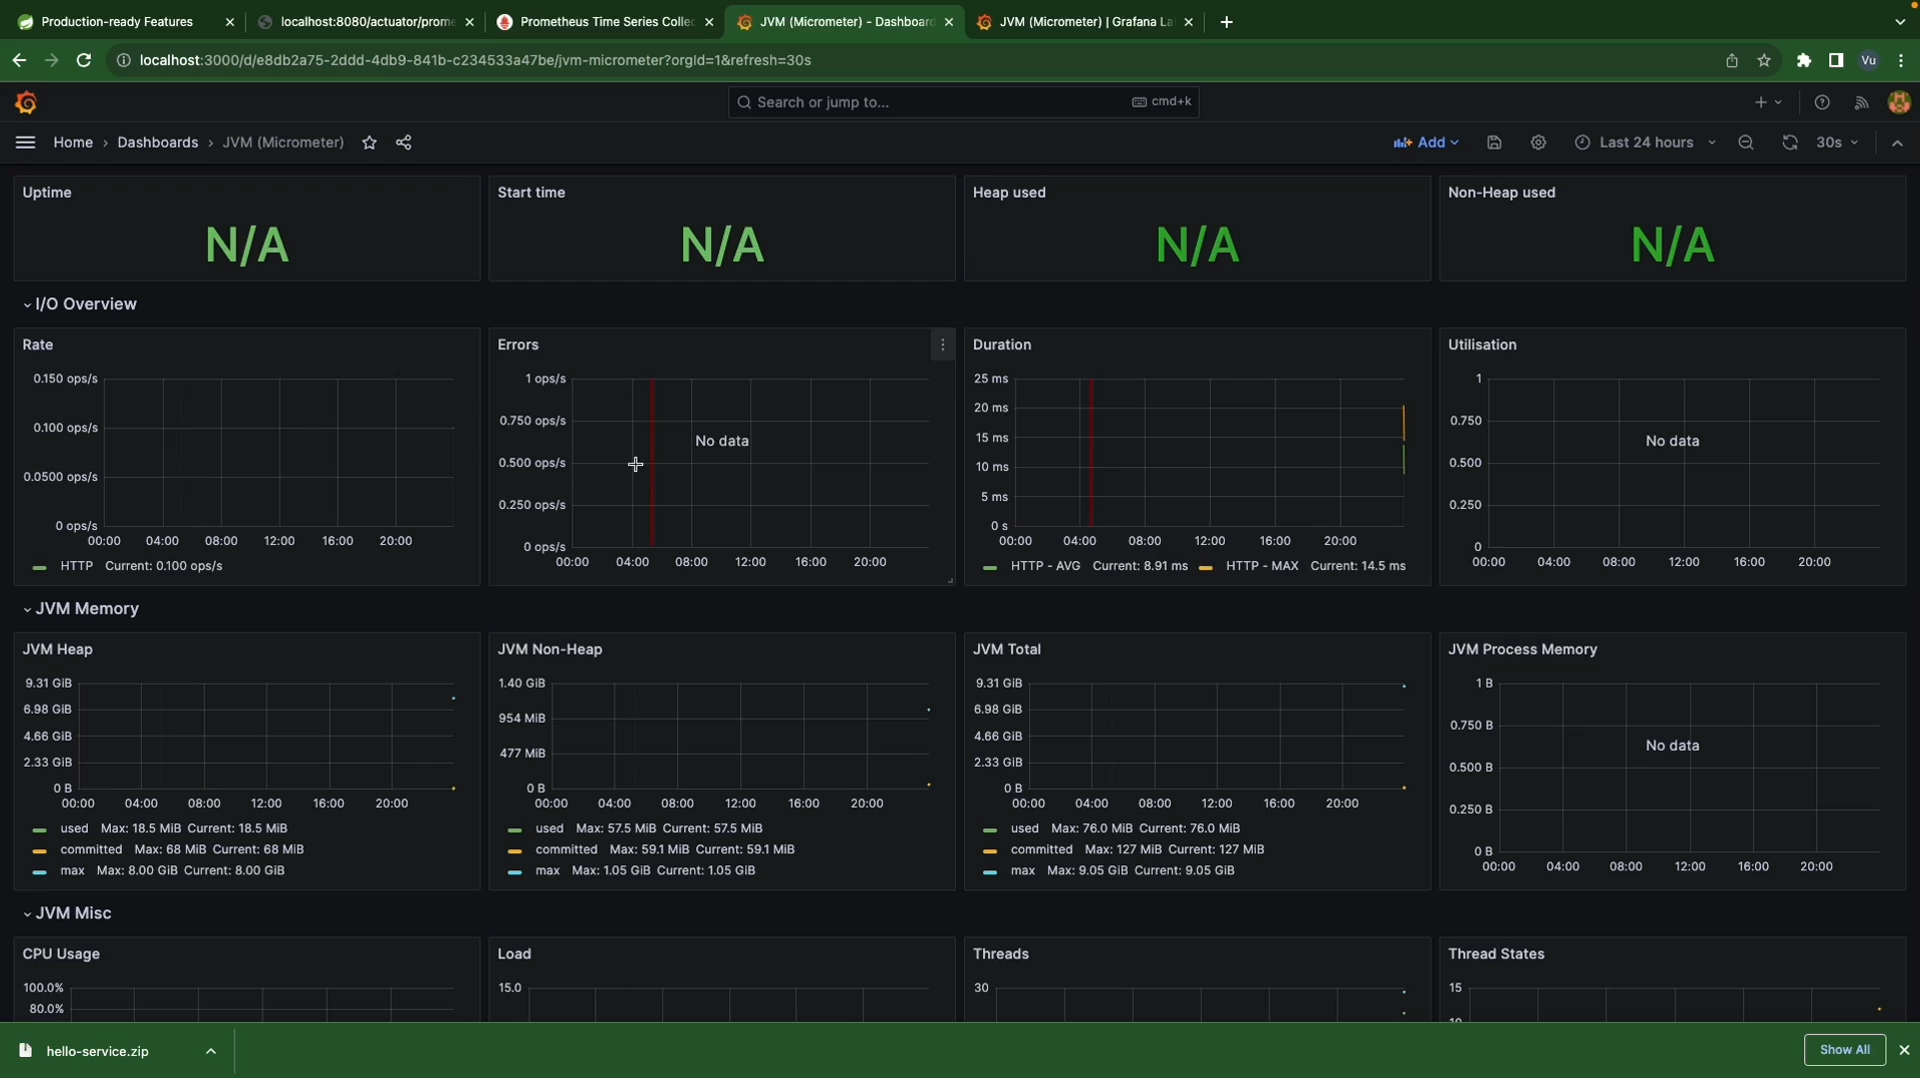 Production-ready Features
localhost:8080/actuator/prome
Prometheus Time Series Collec
JVM (Micrometer) - Dashboard
JVM (Micrometer) | Grafana La
localhost:3000/d/e8db2a75-2ddd-4db9-841b-c234533a47be/jvm-micrometer?orgId=1&refresh=30s
Vu
Search or jump to...
cmd+k
Home › Dashboards › JVM (Micrometer)
Add
Last 24 hours
30s
Uptime
N/A
Start time
N/A
Heap used
N/A
Non-Heap used
N/A
I/O Overview
Rate
0.150 ops/s
0.100 ops/s
0.0500 ops/s
0 ops/s
00:00 04:00 08:00 12:00 16:00 20:00
HTTP Current: 0.100 ops/s
Errors
1 ops/s
0.750 ops/s
No data
0.500 ops/s
0.250 ops/s
0 ops/s
00:00 04:00 08:00 12:00 16:00 20:00
Duration
25 ms
20 ms
15 ms
10 ms
5 ms
0 s
00:00 04:00 08:00 12:00 16:00 20:00
HTTP - AVG Current: 8.91 ms HTTP - MAX Current: 14.5 ms
Utilisation
1
0.750
No data
0.500
0.250
0
00:00 04:00 08:00 12:00 16:00 20:00
JVM Memory
JVM Heap
9.31 GiB
6.98 GiB
4.66 GiB
2.33 GiB
0 B
00:00 04:00 08:00 12:00 16:00 20:00
used Max: 18.5 MiB Current: 18.5 MiB
committed Max: 68 MiB Current: 68 MiB
max Max: 8.00 GiB Current: 8.00 GiB
JVM Non-Heap
1.40 GiB
954 MiB
477 MiB
0 B
00:00 04:00 08:00 12:00 16:00 20:00
used Max: 57.5 MiB Current: 57.5 MiB
committed Max: 59.1 MiB Current: 59.1 MiB
max Max: 1.05 GiB Current: 1.05 GiB
JVM Total
9.31 GiB
6.98 GiB
4.66 GiB
2.33 GiB
0 B
00:00 04:00 08:00 12:00 16:00 20:00
used Max: 76.0 MiB Current: 76.0 MiB
committed Max: 127 MiB Current: 127 MiB
max Max: 9.05 GiB Current: 9.05 GiB
JVM Process Memory
1 B
0.750 B
No data
0.500 B
0.250 B
0 B
00:00 04:00 08:00 12:00 16:00 20:00
JVM Misc
CPU Usage
100.0%
80.0%
Load
15.0
Threads
30
Thread States
15
hello-service.zip
Show All